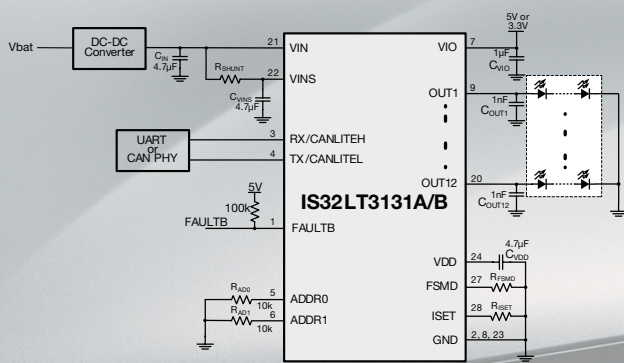 Vbat
DC-DC
Converter
C_IN
4.7µF
21
VIN
R_SHUNT
22
VINS
C_VINS
4.7µF
UART
or
CAN PHY
3
RX/CANLITEH
4
TX/CANLITEL
5V
100k
FAULTB
1
FAULTB
R_AD0
5
ADDR0
10k
R_AD1
6
ADDR1
10k
IS32LT3131A/B
5V or
3.3V
VIO
7
1µF
C_VIO
OUT1
9
1nF
C_OUT1
OUT12
20
1nF
C_OUT12
VDD
24
4.7µF
C_VDD
FSMD
27
R_FSMD
ISET
28
R_ISET
GND
2, 8, 23